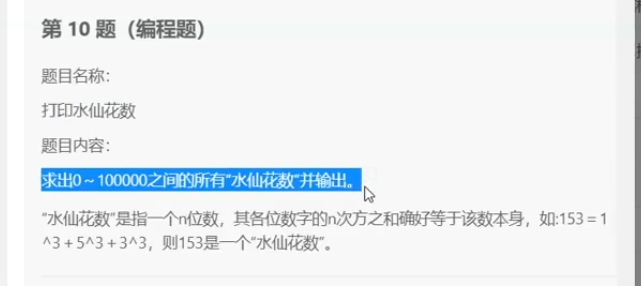 第 10 题（编程题）
题目名称：
打印水仙花数
题目内容：
求出0～100000之间的所有“水仙花数”并输出。
“水仙花数”是指一个n位数，其各位数字的n次方之和确好等于该数本身，如:153＝1
^3＋5^3＋3^3，则153是一个“水仙花数”。